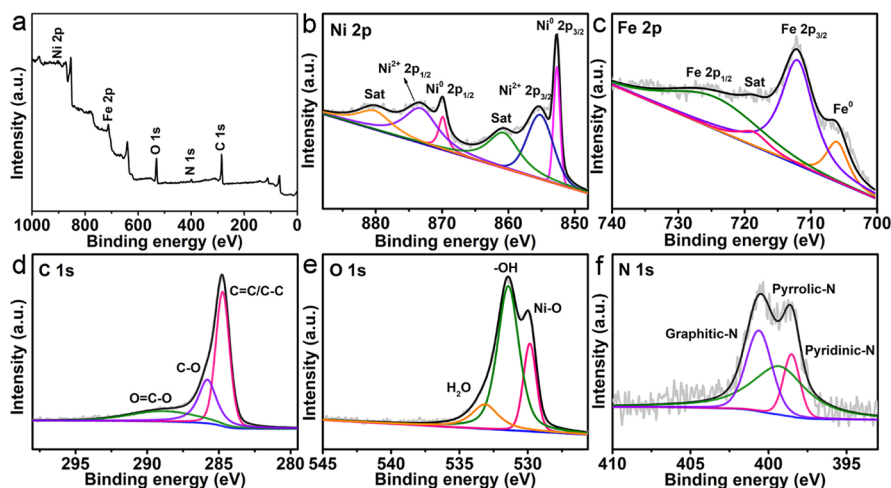 a
Ni 2p
Fe 2p
O 1s
N 1s
C 1s
Intensity (a.u.)
1000 800 600 400 200 0
Binding energy (eV)
b
Ni 2p
Ni⁰ 2p₃/₂
Ni²⁺ 2p₁/₂
Ni⁰ 2p₁/₂
Ni²⁺ 2p₃/₂
Sat
Sat
Intensity (a.u.)
880 870 860 850
Binding energy (eV)
c
Fe 2p
Fe 2p₃/₂
Fe 2p₁/₂
Sat
Fe⁰
Intensity (a.u.)
740 730 720 710 700
Binding energy (eV)
d
C 1s
C=C/C-C
C-O
O=C-O
Intensity (a.u.)
295 290 285 280
Binding energy (eV)
e
O 1s
-OH
Ni-O
H₂O
Intensity (a.u.)
545 540 535 530
Binding energy (eV)
f
N 1s
Pyrrolic-N
Graphitic-N
Pyridinic-N
Intensity (a.u.)
410 405 400 395
Binding energy (eV)